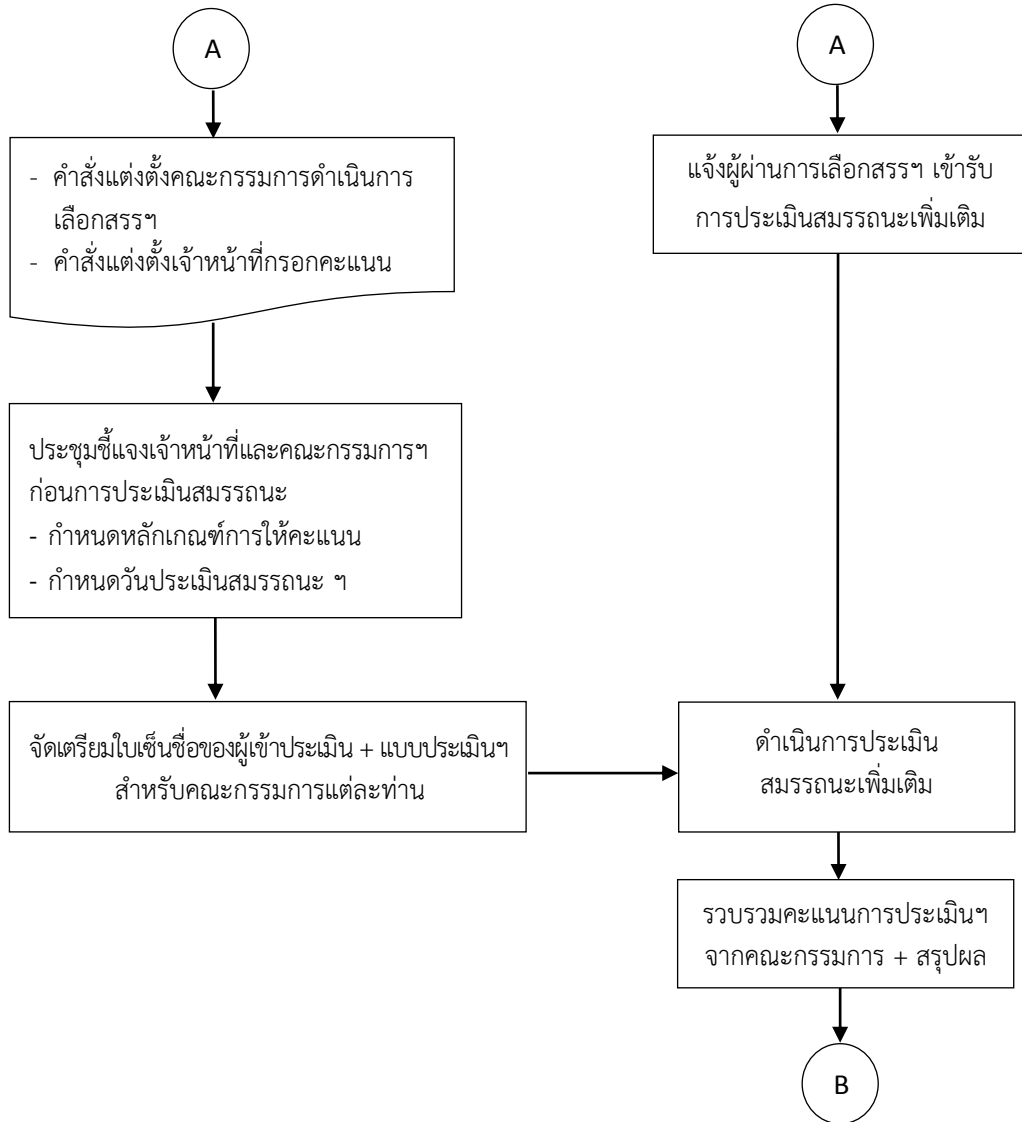 A
- คำสั่งแต่งตั้งคณะกรรมการดำเนินการ
เลือกสรรฯ
- คำสั่งแต่งตั้งเจ้าหน้าที่กรอกคะแนน
ประชุมชี้แจงเจ้าหน้าที่และคณะกรรมการฯ
ก่อนการประเมินสมรรถนะ
- กำหนดหลักเกณฑ์การให้คะแนน
- กำหนดวันประเมินสมรรถนะ ฯ
จัดเตรียมใบเซ็นชื่อของผู้เข้าประเมิน + แบบประเมินฯ
สำหรับคณะกรรมการแต่ละท่าน
A
แจ้งผู้ผ่านการเลือกสรรฯ เข้ารับ
การประเมินสมรรถนะเพิ่มเติม
ดำเนินการประเมิน
สมรรถนะเพิ่มเติม
รวบรวมคะแนนการประเมินฯ
จากคณะกรรมการ + สรุปผล
B